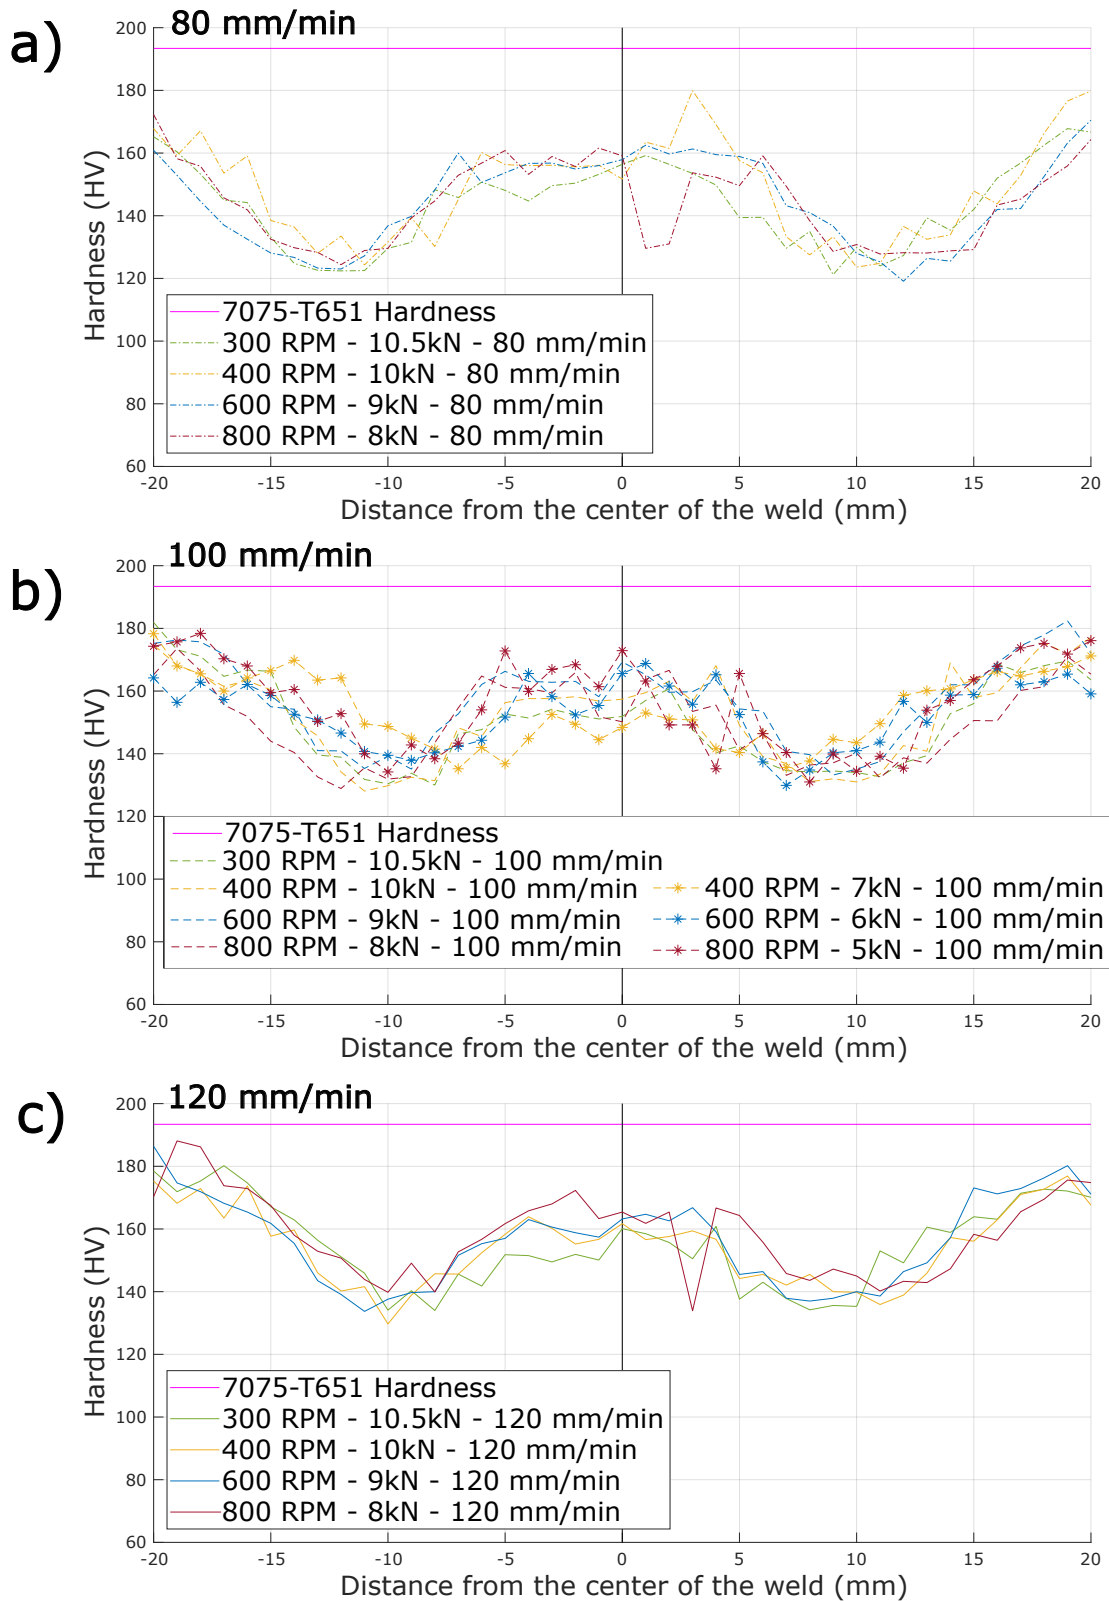 a)
80 mm/min
200
180
160
140
120
100
80
60
Hardness (HV)
7075-T651 Hardness
300 RPM - 10.5kN - 80 mm/min
400 RPM - 10kN - 80 mm/min
600 RPM - 9kN - 80 mm/min
800 RPM - 8kN - 80 mm/min
-20 -15 -10 -5 0 5 10 15 20
Distance from the center of the weld (mm)
b)
100 mm/min
200
180
160
140
120
100
80
60
Hardness (HV)
7075-T651 Hardness
300 RPM - 10.5kN - 100 mm/min
400 RPM - 10kN - 100 mm/min
600 RPM - 9kN - 100 mm/min
800 RPM - 8kN - 100 mm/min
400 RPM - 7kN - 100 mm/min
600 RPM - 6kN - 100 mm/min
800 RPM - 5kN - 100 mm/min
-20 -15 -10 -5 0 5 10 15 20
Distance from the center of the weld (mm)
c)
120 mm/min
200
180
160
140
120
100
80
60
Hardness (HV)
7075-T651 Hardness
300 RPM - 10.5kN - 120 mm/min
400 RPM - 10kN - 120 mm/min
600 RPM - 9kN - 120 mm/min
800 RPM - 8kN - 120 mm/min
-20 -15 -10 -5 0 5 10 15 20
Distance from the center of the weld (mm)